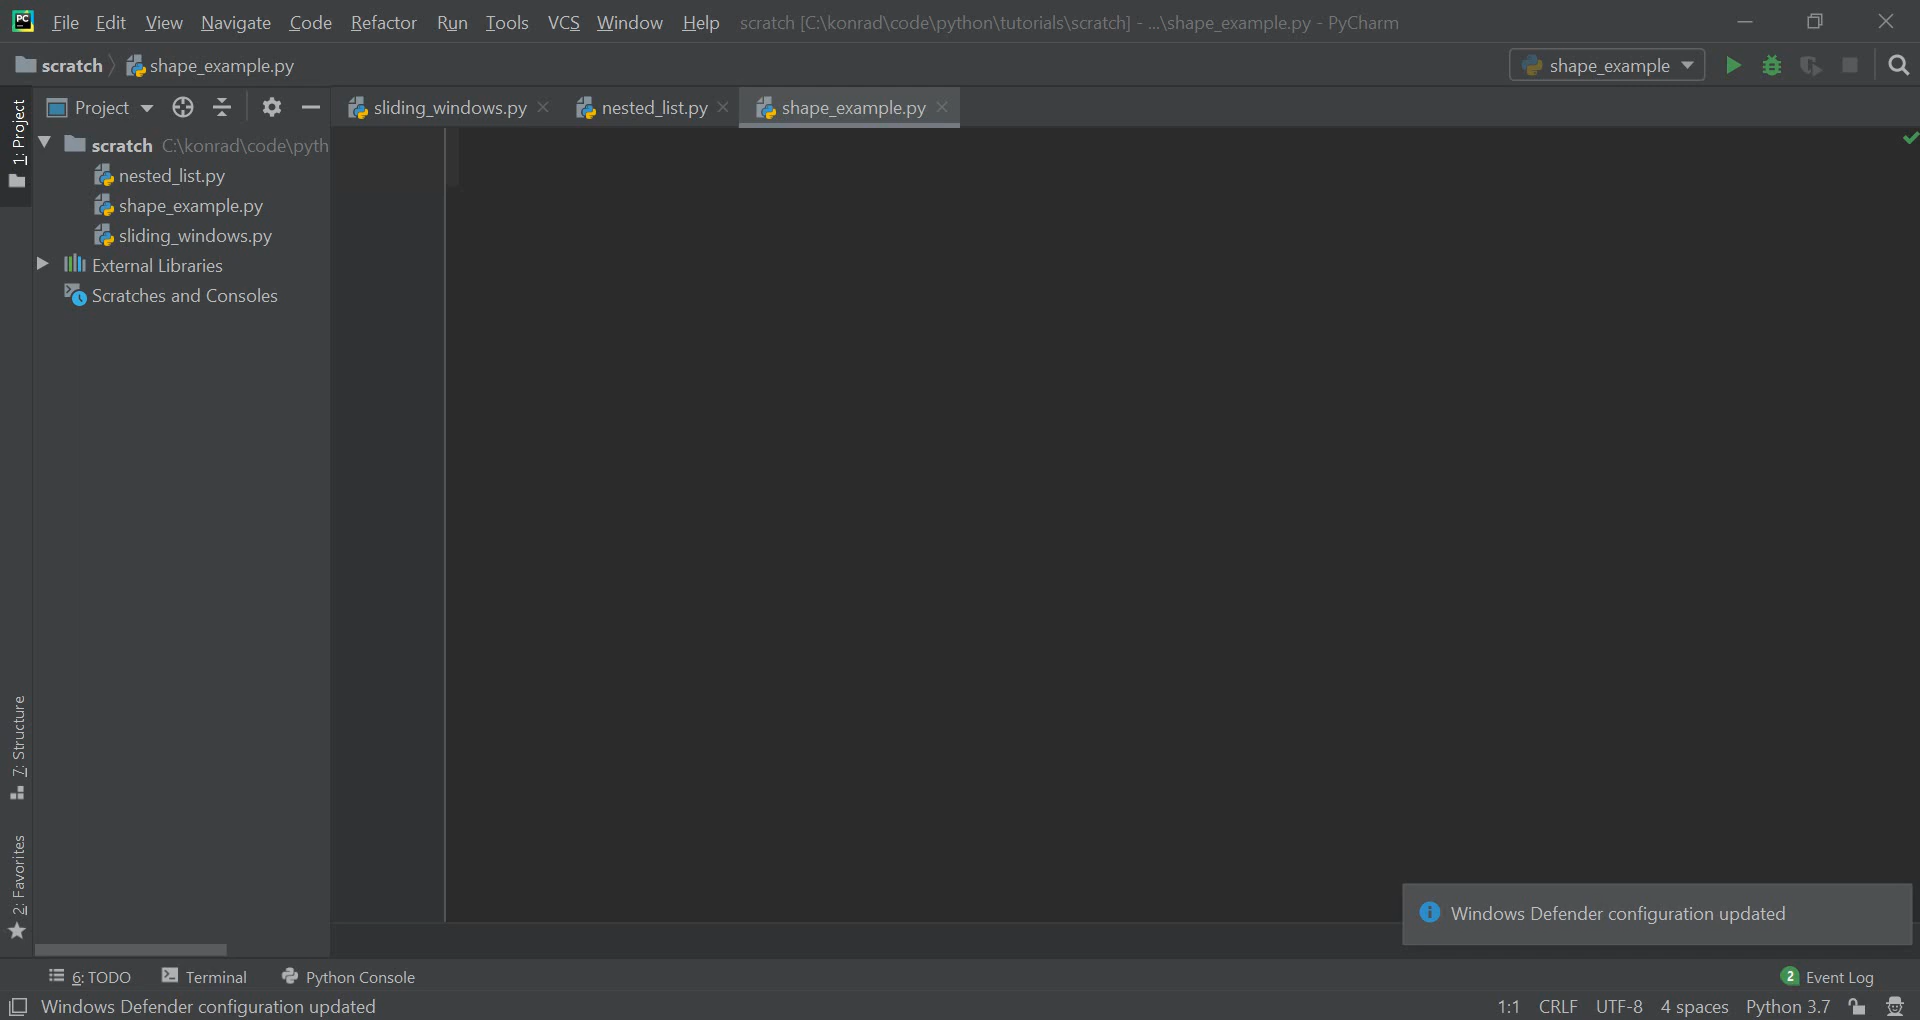 PC File Edit View Navigate Code Refactor Run Tools VCS Window Help scratch [C:\konrad\code\python\tutorials\scratch] - ...\shape_example.py - PyCharm
scratch shape_example.py shape_example
1: Project
Project sliding_windows.py nested_list.py shape_example.py
scratch C:\konrad\code\pyth
nested_list.py
shape_example.py
sliding_windows.py
External Libraries
Scratches and Consoles
7: Structure
2: Favorites
Windows Defender configuration updated
6: TODO Terminal Python Console 2 Event Log
Windows Defender configuration updated 1:1 CRLF UTF-8 4 spaces Python 3.7